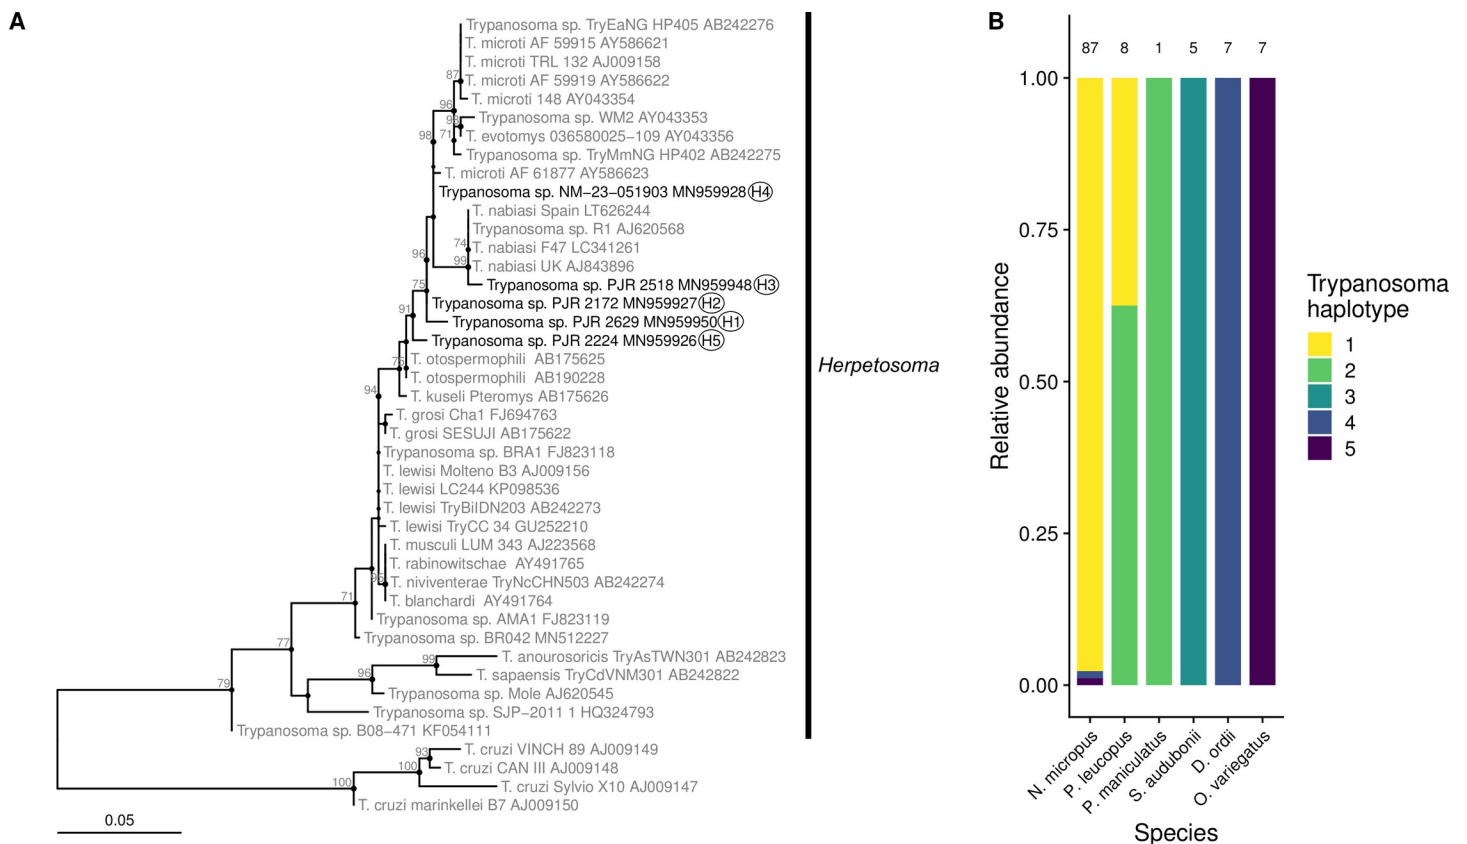 A
Trypanosoma sp. TryEaNG HP405 AB242276
T. microti AF 59915 AY586621
T. microti TRL 132 AJ009158
87
T. microti AF 59919 AY586622
T. microti 148 AY043354
96
Trypanosoma sp. WM2 AY043353
98
T. evotomys 036580025−109 AY043356
71
Trypanosoma sp. TryMmNG HP402 AB242275
T. microti AF 61877 AY586623
Trypanosoma sp. NM−23−051903 MN959928 H4
T. nabiasi Spain LT626244
Trypanosoma sp. R1 AJ620568
74
T. nabiasi F47 LC341261
96
99
T. nabiasi UK AJ843896
75
Trypanosoma sp. PJR 2518 MN959948 H3
Trypanosoma sp. PJR 2172 MN959927 H2
91
Trypanosoma sp. PJR 2629 MN959950 H1
Trypanosoma sp. PJR 2224 MN959926 H5
75
T. otospermophili AB175625
T. otospermophili AB190228
94
T. kuseli Pteromys AB175626
T. grosi Cha1 FJ694763
T. grosi SESUJI AB175622
Trypanosoma sp. BRA1 FJ823118
T. lewisi Molteno B3 AJ009156
T. lewisi LC244 KP098536
T. lewisi TryBiIDN203 AB242273
T. lewisi TryCC 34 GU252210
T. musculi LUM 343 AJ223568
T. rabinowitschae AY491765
T. niviventerae TryNcCHN503 AB242274
T. blanchardi AY491764
71
Trypanosoma sp. AMA1 FJ823119
Trypanosoma sp. BR042 MN512227
77
99
T. anourosoricis TryAsTWN301 AB242823
96
T. sapaensis TryCdVNM301 AB242822
79
Trypanosoma sp. Mole AJ620545
Trypanosoma sp. SJP−2011 1 HQ324793
Trypanosoma sp. B08−471 KF054111
93
T. cruzi VINCH 89 AJ009149
100
T. cruzi CAN III AJ009148
100
T. cruzi Sylvio X10 AJ009147
T. cruzi marinkellei B7 AJ009150
0.05
Herpetosoma
B
87 8 1 5 7 7
1.00
0.75
0.50
0.25
0.00
Relative abundance
N. micropus
P. leucopus
P. maniculatus
S. audubonii
D. ordii
O. variegatus
Species
Trypanosoma
haplotype
1
2
3
4
5